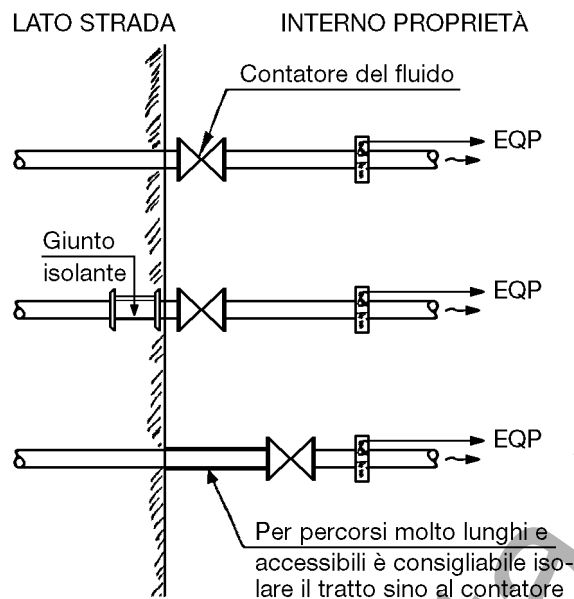 LATO STRADA
INTERNO PROPRIETÀ
Contatore del fluido
EQP
Giunto
isolante
EQP
EQP
Per percorsi molto lunghi e
accessibili è consigliabile iso-
lare il tratto sino al contatore